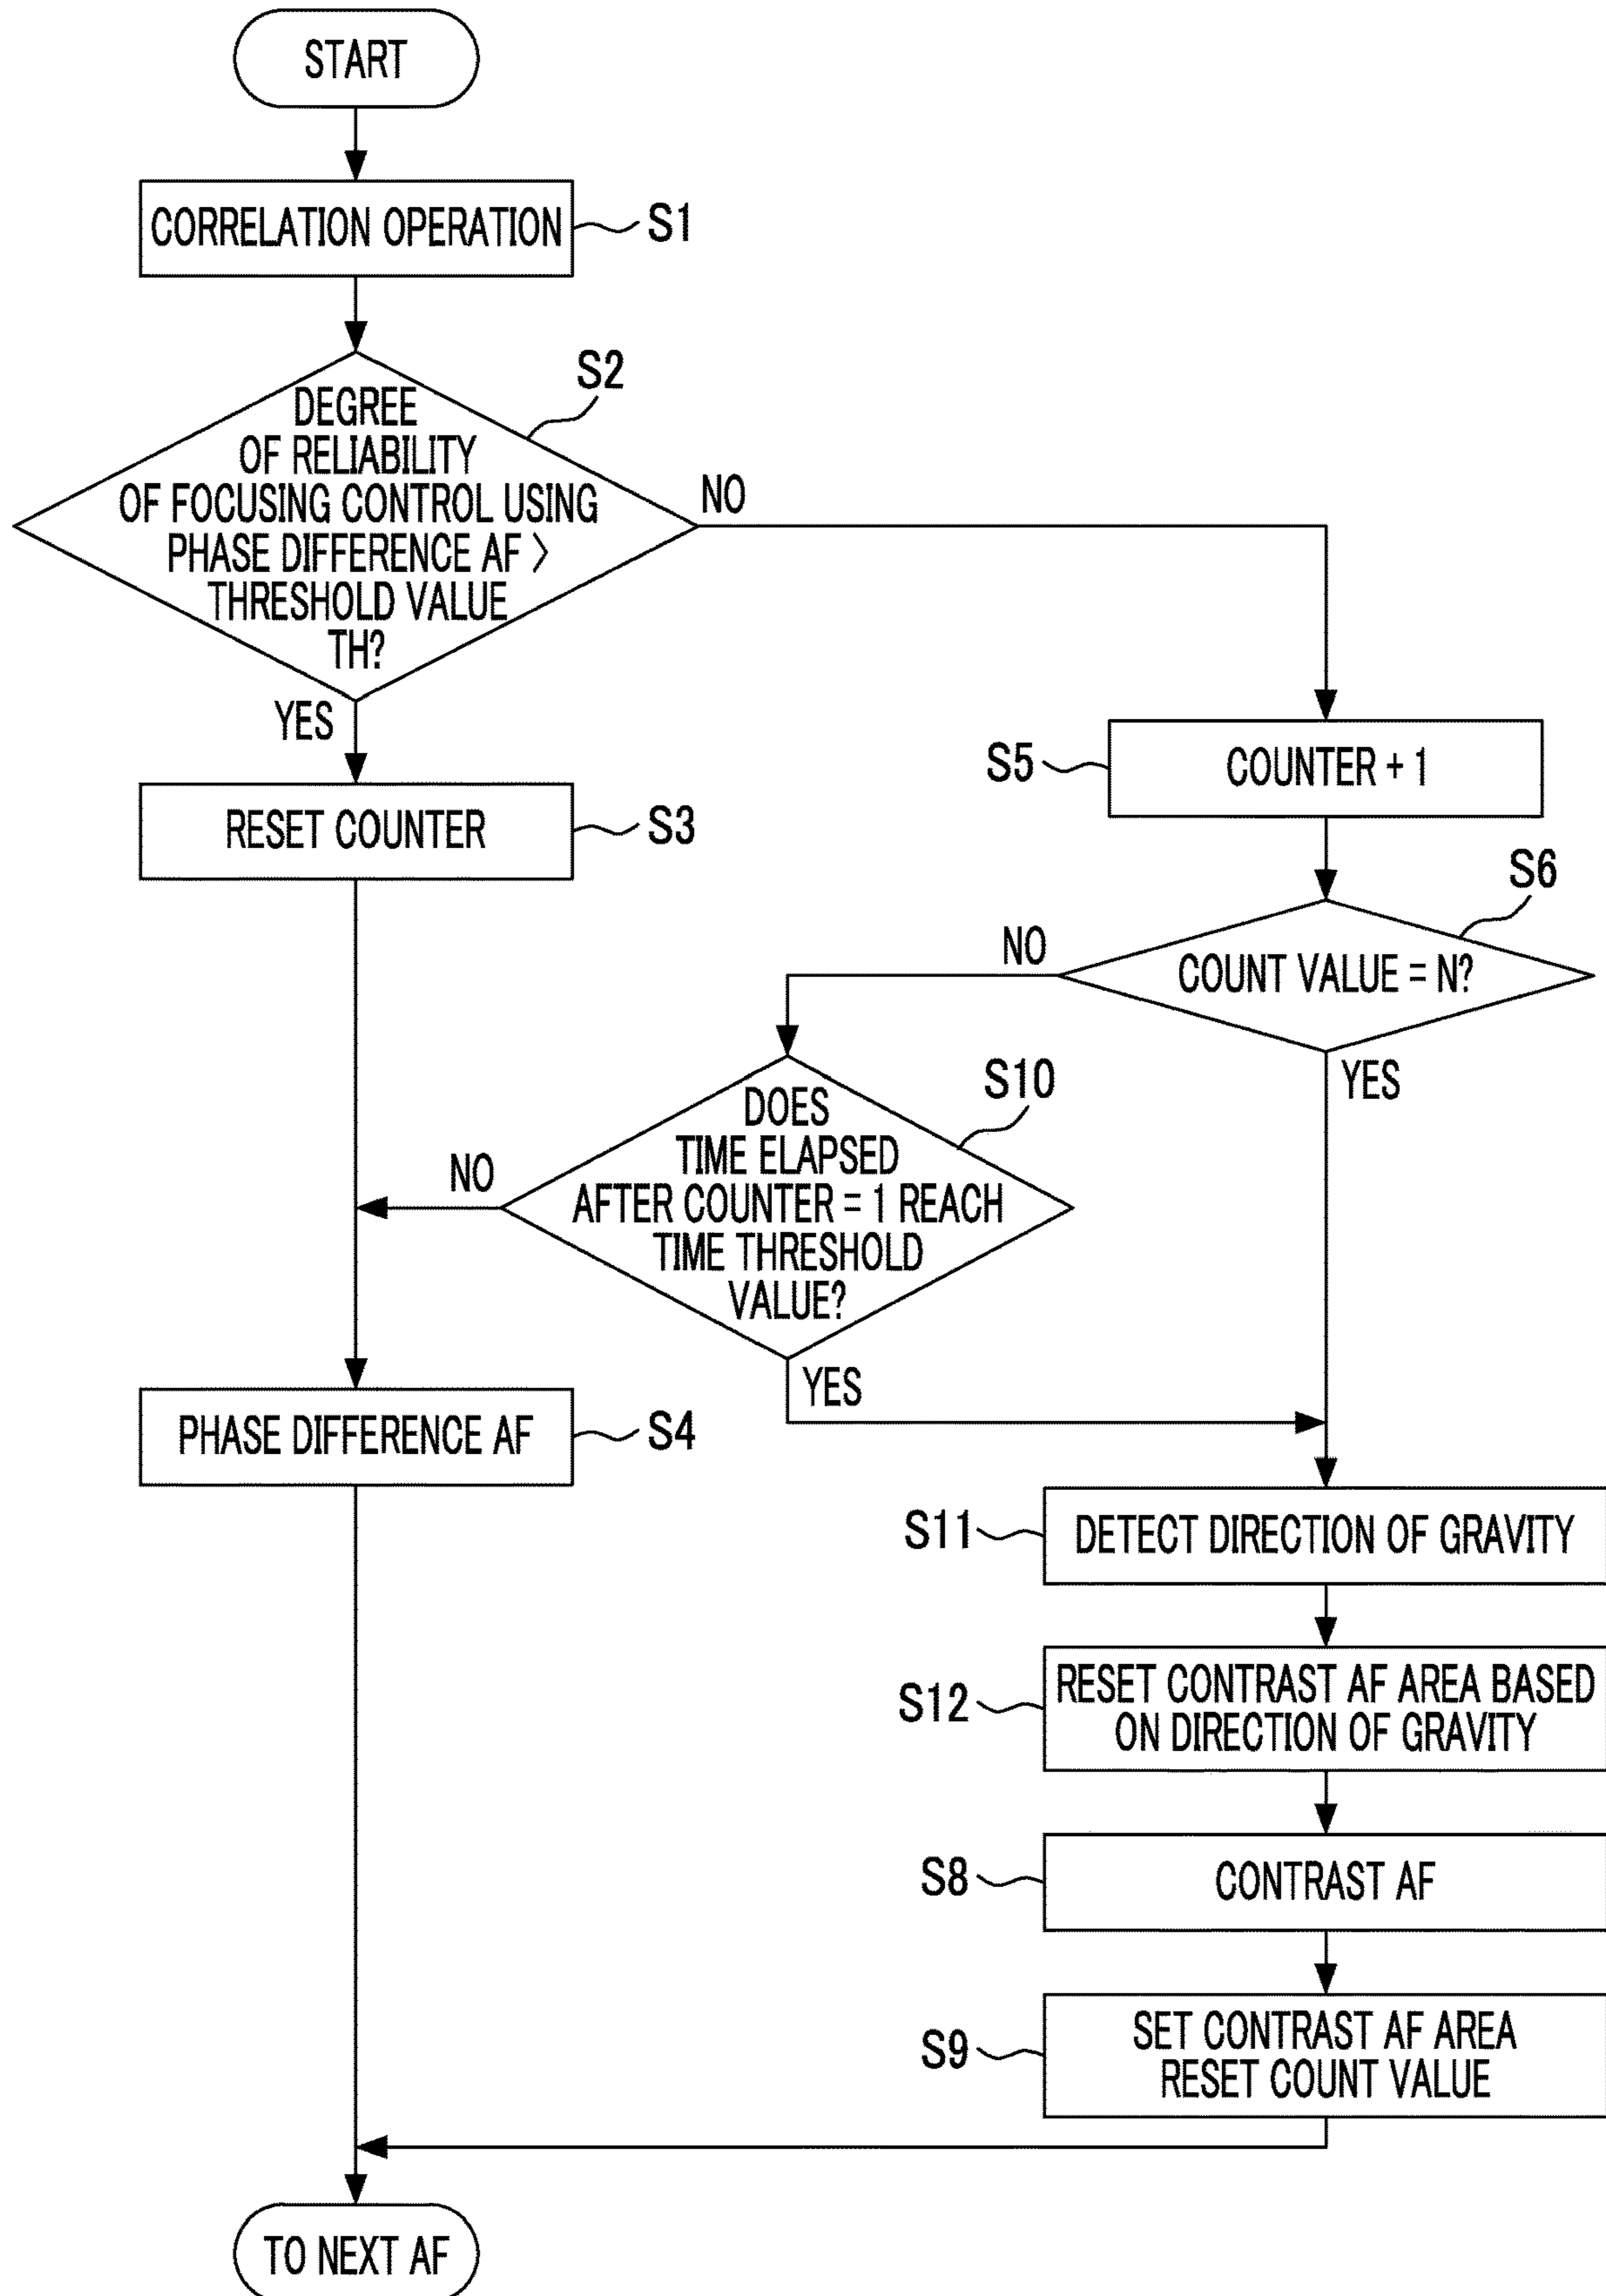 START
CORRELATION OPERATION
S1
S2
DEGREE
OF RELIABILITY
OF FOCUSING CONTROL USING
PHASE DIFFERENCE AF >
THRESHOLD VALUE
TH?
NO
YES
RESET COUNTER
S3
S5
COUNTER + 1
S6
COUNT VALUE = N?
NO
YES
S10
DOES
TIME ELAPSED
AFTER COUNTER = 1 REACH
TIME THRESHOLD
VALUE?
NO
YES
PHASE DIFFERENCE AF
S4
S11
DETECT DIRECTION OF GRAVITY
S12
RESET CONTRAST AF AREA BASED
ON DIRECTION OF GRAVITY
S8
CONTRAST AF
S9
SET CONTRAST AF AREA
RESET COUNT VALUE
TO NEXT AF